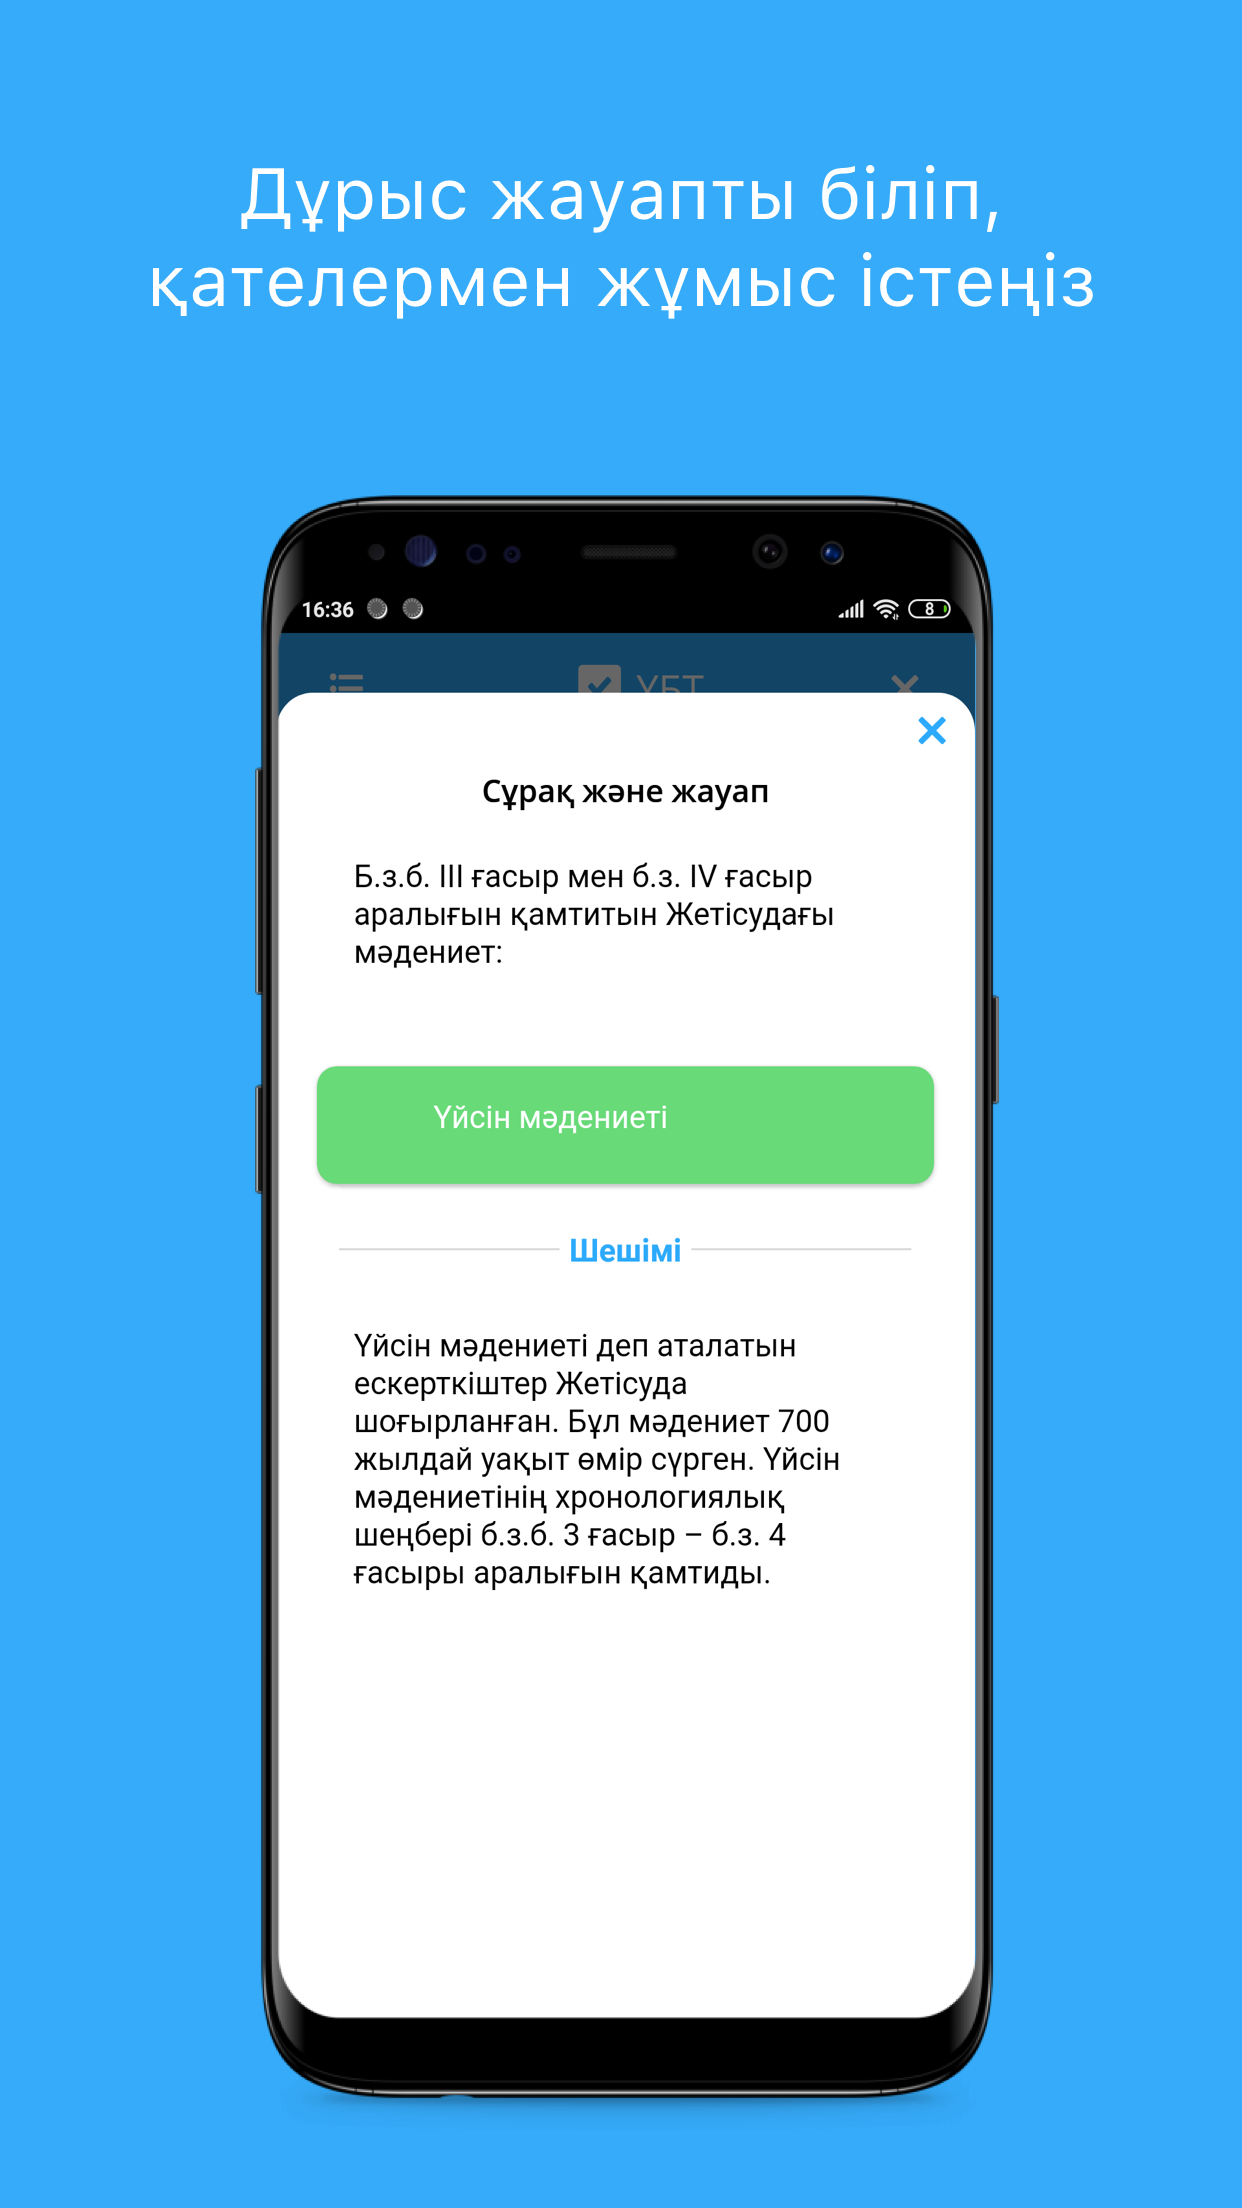 Дұрыс жауапты біліп,
қателермен жұмыс істеңіз
16:36
8
ҰБТ
Сұрақ және жауап
Б.з.б. III ғасыр мен б.з. IV ғасыр
аралығын қамтитын Жетісудағы
мәдениет:
Үйсін мәдениеті
Шешімі
Үйсін мәдениеті деп аталатын
ескерткіштер Жетісуда
шоғырланған. Бұл мәдениет 700
жылдай уақыт өмір сүрген. Үйсін
мәдениетінің хронологиялық
шеңбері б.з.б. 3 ғасыр – б.з. 4
ғасыры аралығын қамтиды.